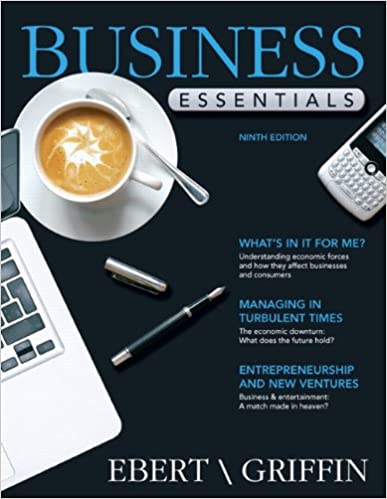 BUSINESS
ESSENTIALS
NINTH EDITION
WHAT'S IN IT FOR ME?
Understanding economic forces
and how they affect businesses
and consumers
MANAGING IN
TURBULENT TIMES
The economic downturn:
What does the future hold?
ENTREPRENEURSHIP
AND NEW VENTURES
Business & entertainment:
A match made in heaven?
EBERT \ GRIFFIN